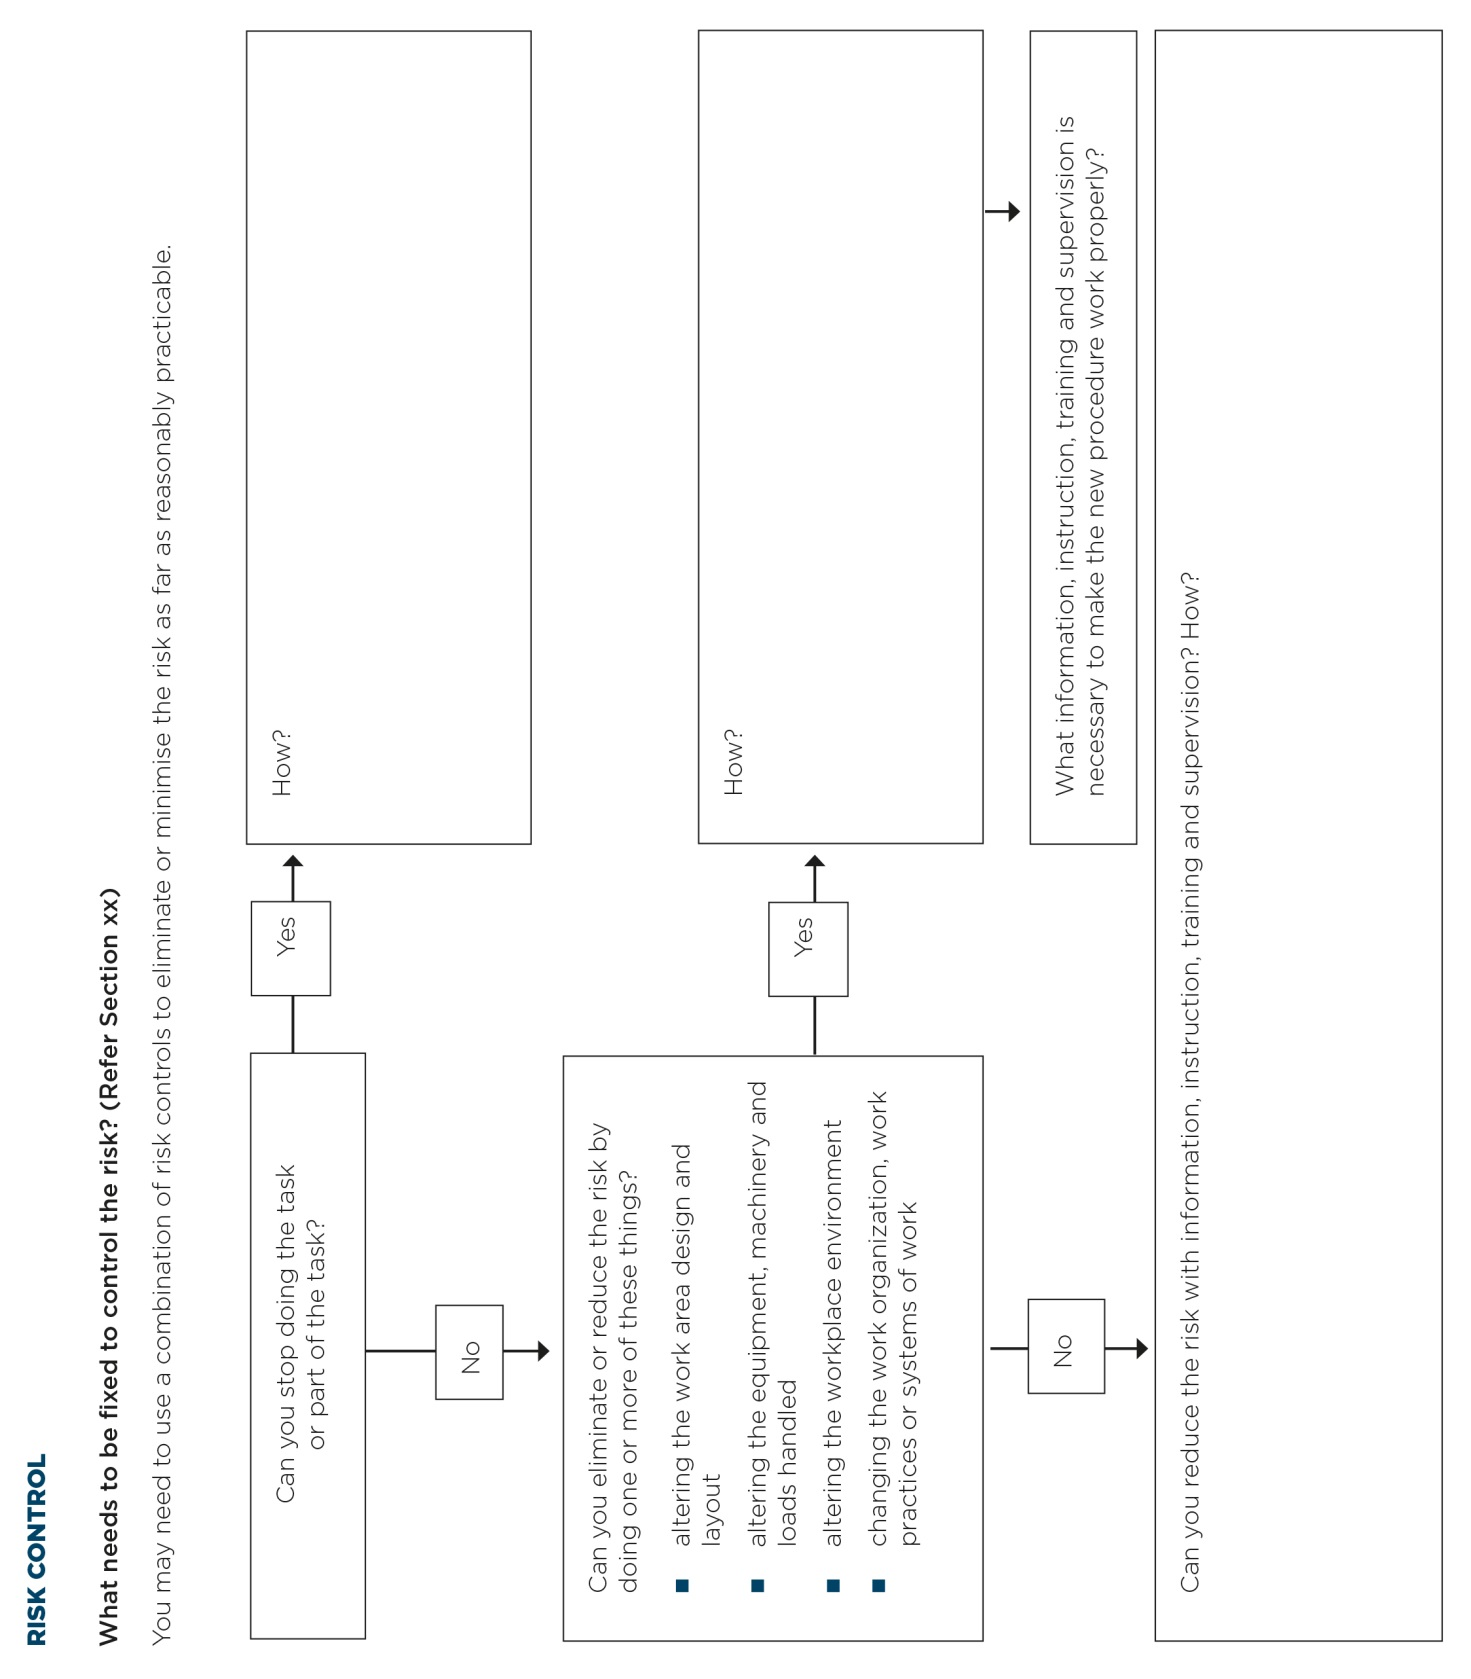 RISK CONTROL
What needs to be fixed to control the risk? (Refer Section xx)
You may need to use a combination of risk controls to eliminate or minimise the risk as far as reasonably practicable.
Can you stop doing the task
or part of the task?
Yes
How?
No
Can you eliminate or reduce the risk by
doing one or more of these things?
■ altering the work area design and
layout
■ altering the equipment, machinery and
loads handled
■ altering the workplace environment
■ changing the work organization, work
practices or systems of work
Yes
How?
What information, instruction, training and supervision is
necessary to make the new procedure work properly?
No
Can you reduce the risk with information, instruction, training and supervision? How?